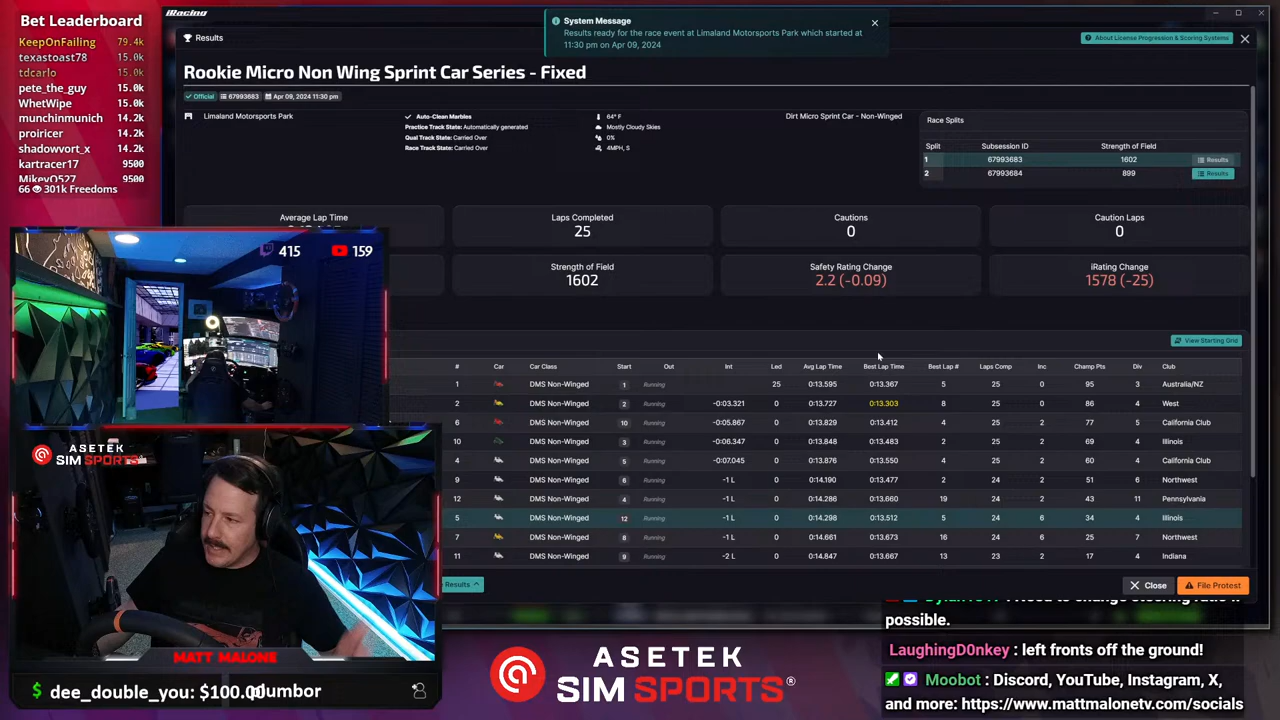 Bet Leaderboard
KeepOnFailing 79.4k
texastoast78 15.0k
tdcarlo 15.0k
pete_the_guy 15.0k
WhetWipe 15.0k
munchinmunich 14.2k
proiricer 14.2k
shadowvort_x 14.2k
kartracer17 9500
MikeyO527 9500
66 301k Freedoms
iRacing
Results
System Message
Results ready for the race event at Limaland Motorsports Park which started at
11:30 pm on Apr 09, 2024
About License Progression & Scoring Systems
Rookie Micro Non Wing Sprint Car Series - Fixed
Official 67993683 Apr 09, 2024 11:30 pm
Limaland Motorsports Park
Auto-Clean Marbles
Practice Track State: Automatically generated
Qual Track State: Carried Over
Race Track State: Carried Over
64° F
Mostly Cloudy Skies
0%
4MPH, S
Dirt Micro Sprint Car - Non-Winged
Race Splits
Split Subsession ID Strength of Field
1 67993683 1602 Results
2 67993684 899 Results
Average Lap Time
Laps Completed
25
Cautions
0
Caution Laps
0
Strength of Field
1602
Safety Rating Change
2.2 (-0.09)
iRating Change
1578 (-25)
View Starting Grid
# Car Car Class Start Out Int Led Avg Lap Time Best Lap Time Best Lap # Laps Comp Inc Champ Pts Div Club
1 DMS Non-Winged 1 Running 25 0:13.595 0:13.367 5 25 0 95 3 Australia/NZ
2 DMS Non-Winged 2 Running -0:03.321 0 0:13.727 0:13.303 8 25 0 86 4 West
6 DMS Non-Winged 10 Running -0:05.867 0 0:13.829 0:13.412 4 25 2 77 5 California Club
10 DMS Non-Winged 3 Running -0:06.347 0 0:13.848 0:13.483 2 25 2 69 4 Illinois
4 DMS Non-Winged 5 Running -0:07.045 0 0:13.876 0:13.550 4 25 2 60 4 California Club
9 DMS Non-Winged 6 Running -1 L 0 0:14.190 0:13.477 2 24 2 51 6 Northwest
12 DMS Non-Winged 4 Running -1 L 0 0:14.286 0:13.660 19 24 2 43 11 Pennsylvania
5 DMS Non-Winged 12 Running -1 L 0 0:14.298 0:13.512 5 24 6 34 4 Illinois
7 DMS Non-Winged 8 Running -1 L 0 0:14.661 0:13.673 16 24 6 25 7 Northwest
11 DMS Non-Winged 9 Running -2 L 0 0:14.847 0:13.667 13 23 2 17 4 Indiana
Results
Close
File Protest
415 159
ASETEK
SIM SPORTS®
MATT MALONE
dee_double_you: $100.00
plumbor
ASETEK
SIM SPORTS®
possible.
LaughingD0nkey : left fronts off the ground!
Moobot : Discord, YouTube, Instagram, X,
and more: https://www.mattmalonetv.com/socials